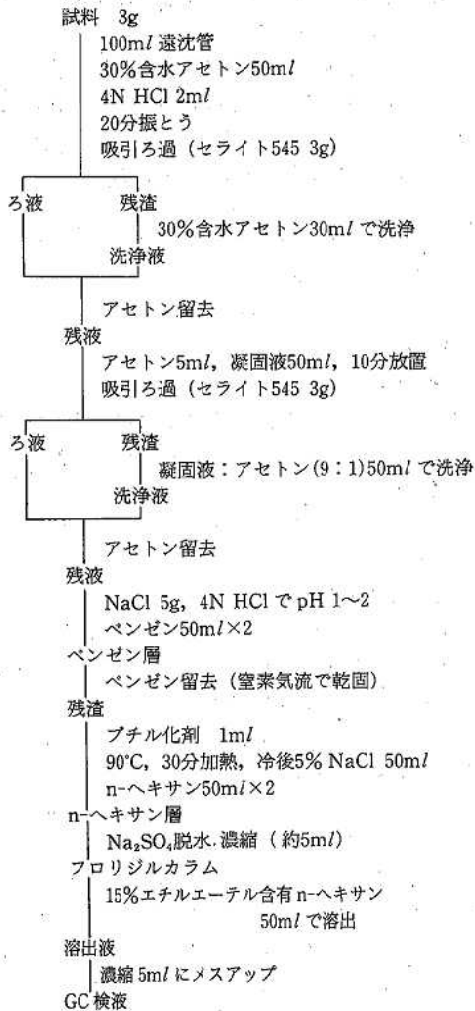 試料 3g
100ml 遠沈管
30%含水アセトン50ml
4N HCl 2ml
20分振とう
吸引ろ過 (セライト545 3g)
ろ液 残渣
30%含水アセトン30mlで洗浄
洗浄液
アセトン留去
残液
アセトン5ml, 凝固液50ml, 10分放置
吸引ろ過 (セライト545 3g)
ろ液 残渣
凝固液:アセトン(9:1)50mlで洗浄
洗浄液
アセトン留去
残液
NaCl 5g, 4N HClでpH 1~2
ベンゼン50ml×2
ベンゼン層
ベンゼン留去 (窒素気流で乾固)
残渣
ブチル化剤 1ml
90℃, 30分加熱, 冷後5% NaCl 50ml
n-ヘキサン50ml×2
n-ヘキサン層
Na₂SO₄脱水.濃縮 (約5ml)
フロリジルカラム
15%エチルエーテル含有n-ヘキサン
50mlで溶出
溶出液
濃縮5mlにメスアップ
GC検液